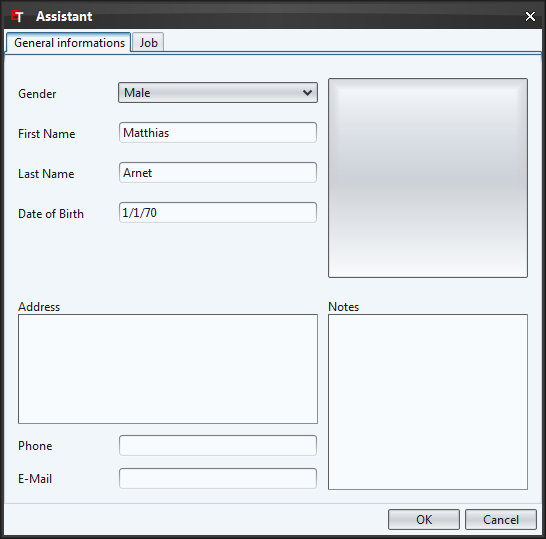 ET Assistant
General informations Job
Gender Male
First Name Matthias
Last Name Arnet
Date of Birth 1/1/70
Address Notes
Phone
E-Mail
OK Cancel